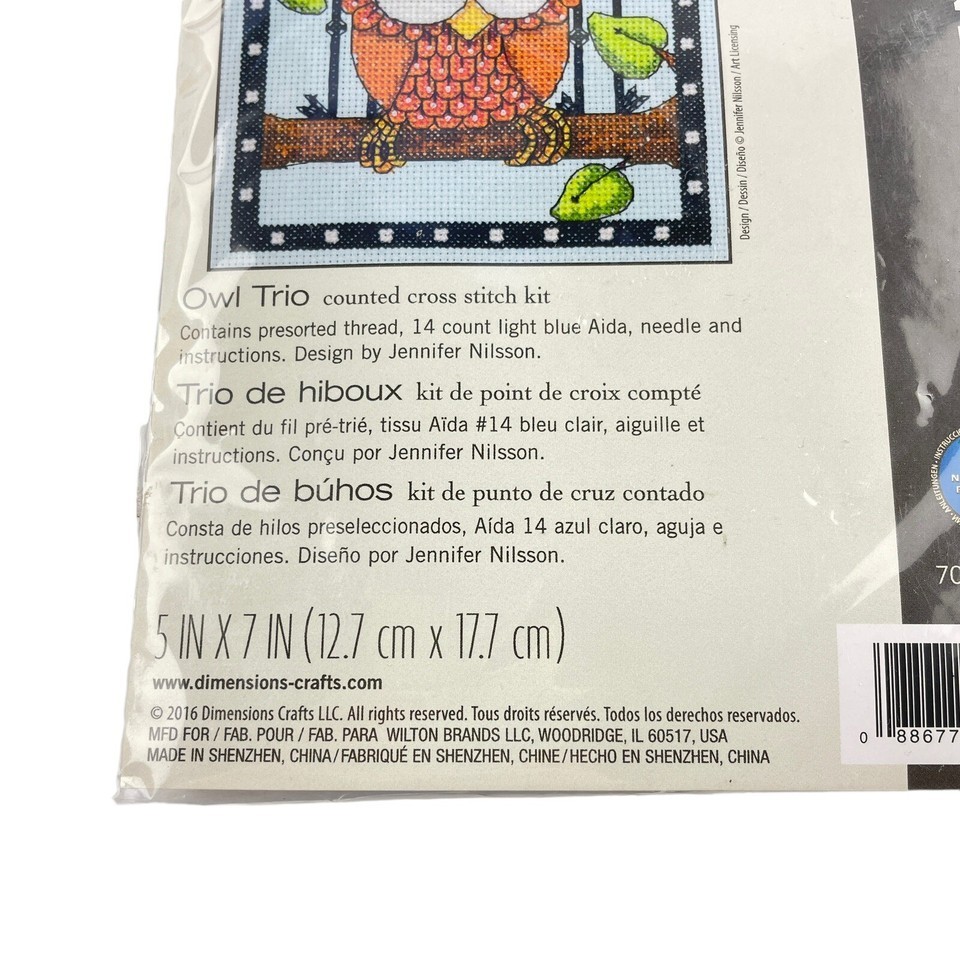 Design / Dessin / Diseño © Jennifer Nilsson / Art Licensing
Owl Trio counted cross stitch kit
Contains presorted thread, 14 count light blue Aida, needle and
instructions. Design by Jennifer Nilsson.
Trio de hiboux kit de point de croix compté
Contient du fil pré-trié, tissu Aïda #14 bleu clair, aiguille et
instructions. Conçu por Jennifer Nilsson.
Trio de búhos kit de punto de cruz contado
Consta de hilos preseleccionados, Aída 14 azul claro, aguja e
instrucciones. Diseño por Jennifer Nilsson.
5 IN X 7 IN (12.7 cm x 17.7 cm)
www.dimensions-crafts.com
© 2016 Dimensions Crafts LLC. All rights reserved. Tous droits réservés. Todos los derechos reservados.
MFD FOR / FAB. POUR / FAB. PARA WILTON BRANDS LLC, WOODRIDGE, IL 60517, USA
MADE IN SHENZHEN, CHINA/FABRIQUÉ EN SHENZHEN, CHINE/HECHO EN SHENZHEN, CHINA
ANLEITUNGEN • INSTRUCCI
70
0 88677